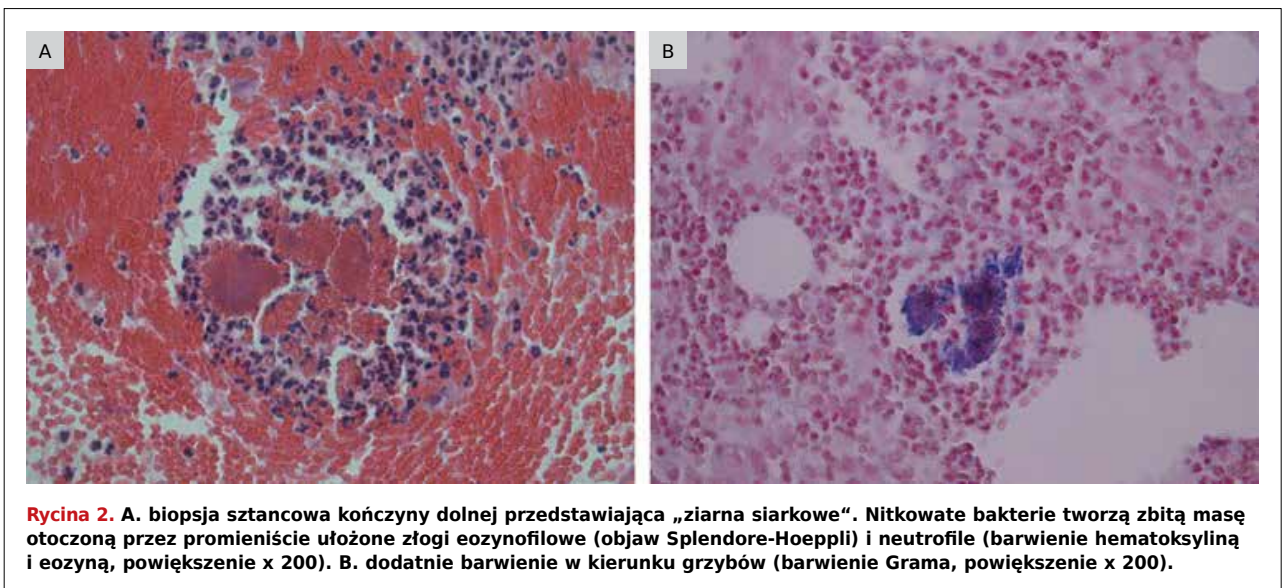 A
B
Rycina 2. A. biopsja sztancowa kończyny dolnej przedstawiająca „ziarna siarkowe“. Nitkowate bakterie tworzą zbitą masę
otoczoną przez promieniście ułożone złogi eozynofilowe (objaw Splendore-Hoeppli) i neutrofile (barwienie hematoksyliną
i eozyną, powiększenie x 200). B. dodatnie barwienie w kierunku grzybów (barwienie Grama, powiększenie x 200).